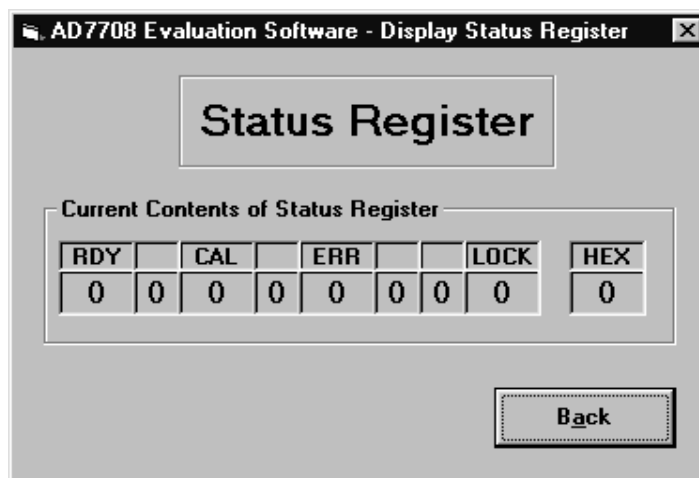 AD7708 Evaluation Software - Display Status Register
Status Register
Current Contents of Status Register
RDY CAL ERR LOCK HEX
0 0 0 0 0 0 0 0 0
Back